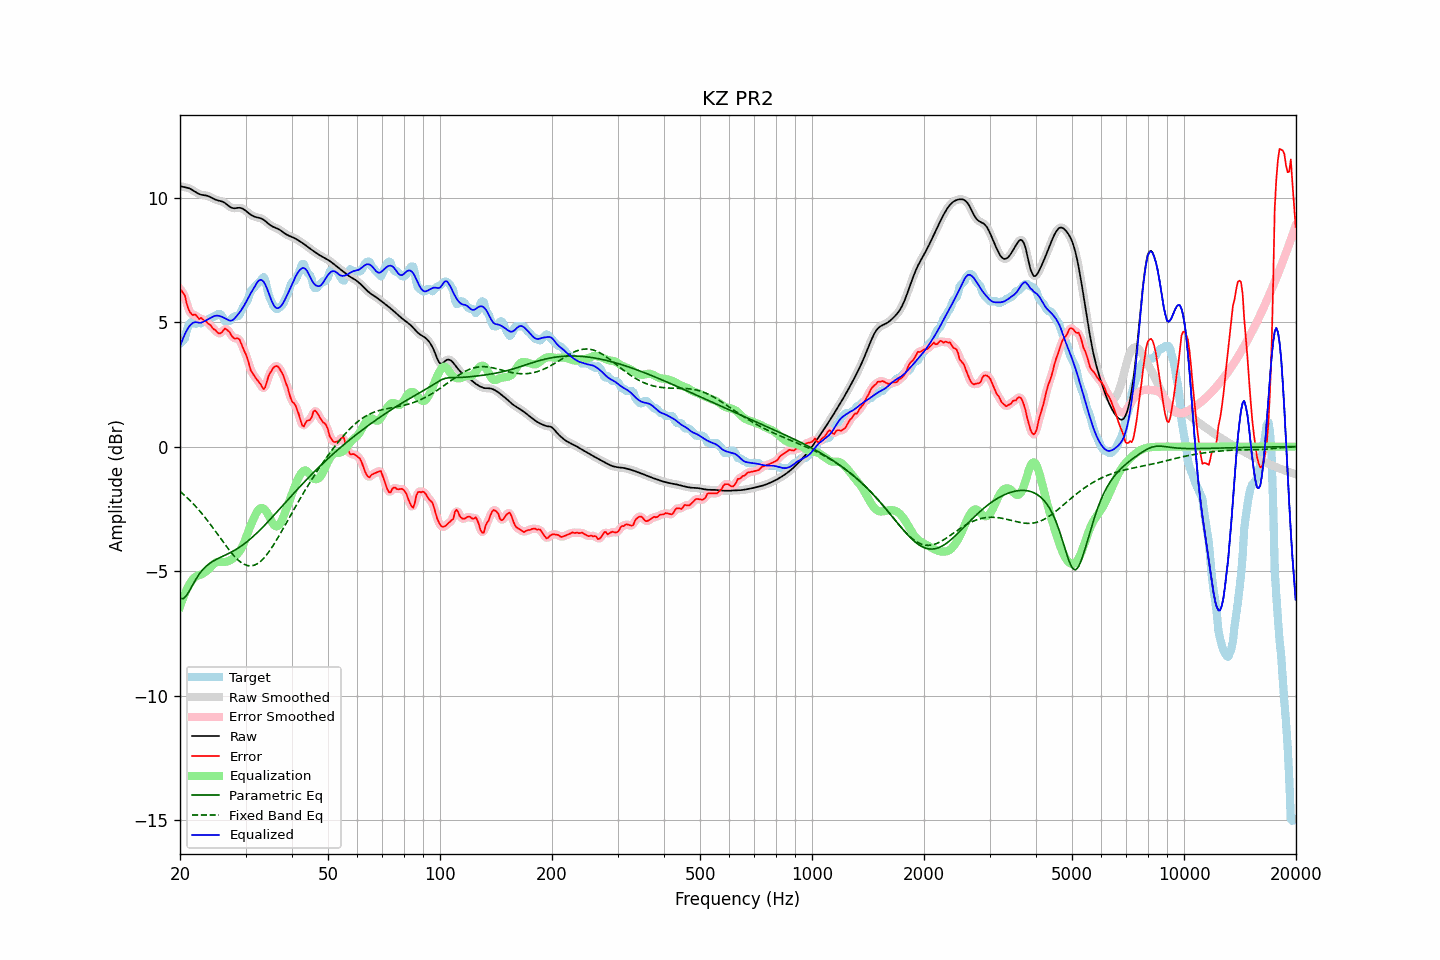 KZ PR2
Amplitude (dBr)
10
5
0
−5
−10
−15
Target
Raw Smoothed
Error Smoothed
Raw
Error
Equalization
Parametric Eq
Fixed Band Eq
Equalized
20 50 100 200 500 1000 2000 5000 10000 20000
Frequency (Hz)